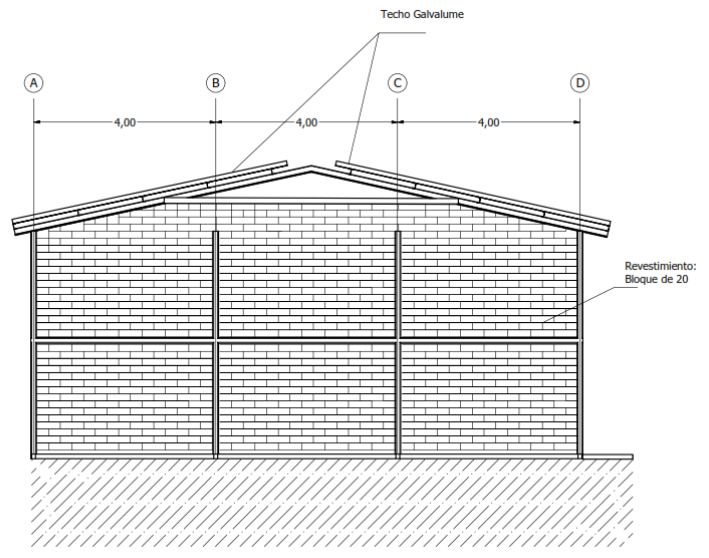 Techo Galvalume
A
B
C
D
4,00
4,00
4,00
Revestimiento:
Bloque de 20